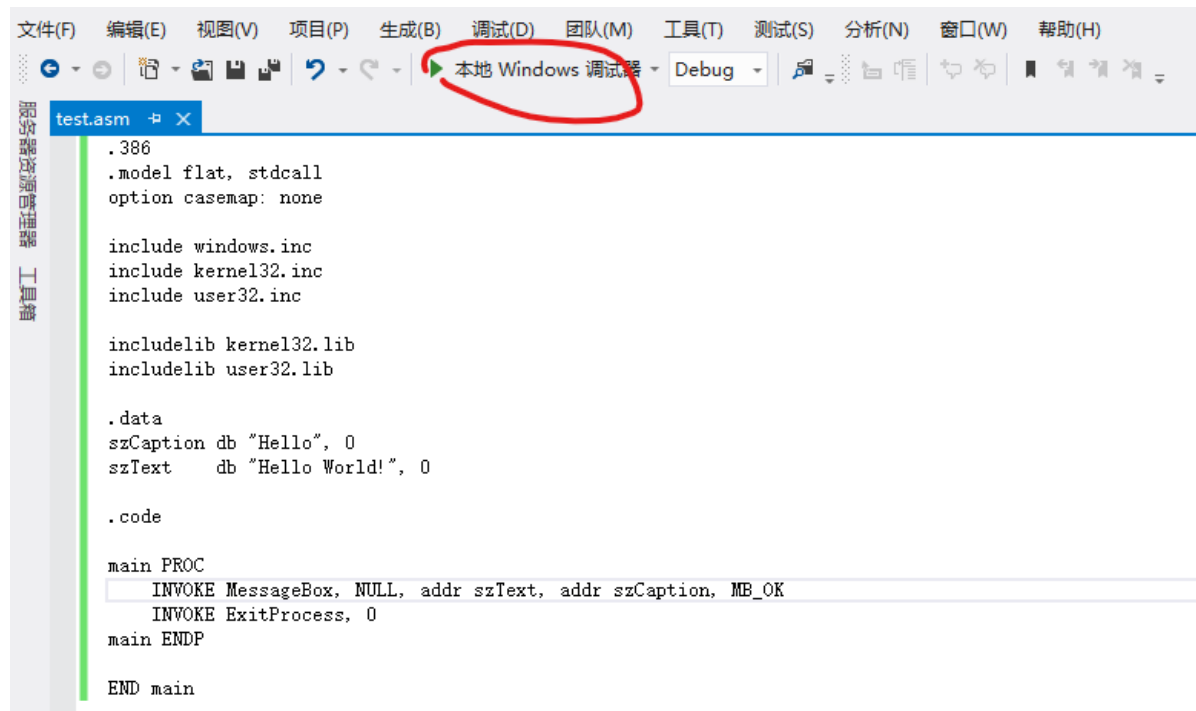 文件(F) 编辑(E) 视图(V) 项目(P) 生成(B) 调试(D) 团队(M) 工具(T) 测试(S) 分析(N) 窗口(W) 帮助(H)
本地 Windows 调试器 Debug
服务器资源管理器
工具箱
test.asm
.386
.model flat, stdcall
option casemap: none
include windows.inc
include kernel32.inc
include user32.inc
includelib kernel32.lib
includelib user32.lib
.data
szCaption db "Hello", 0
szText    db "Hello World!", 0
.code
main PROC
    INVOKE MessageBox, NULL, addr szText, addr szCaption, MB_OK
    INVOKE ExitProcess, 0
main ENDP
END main